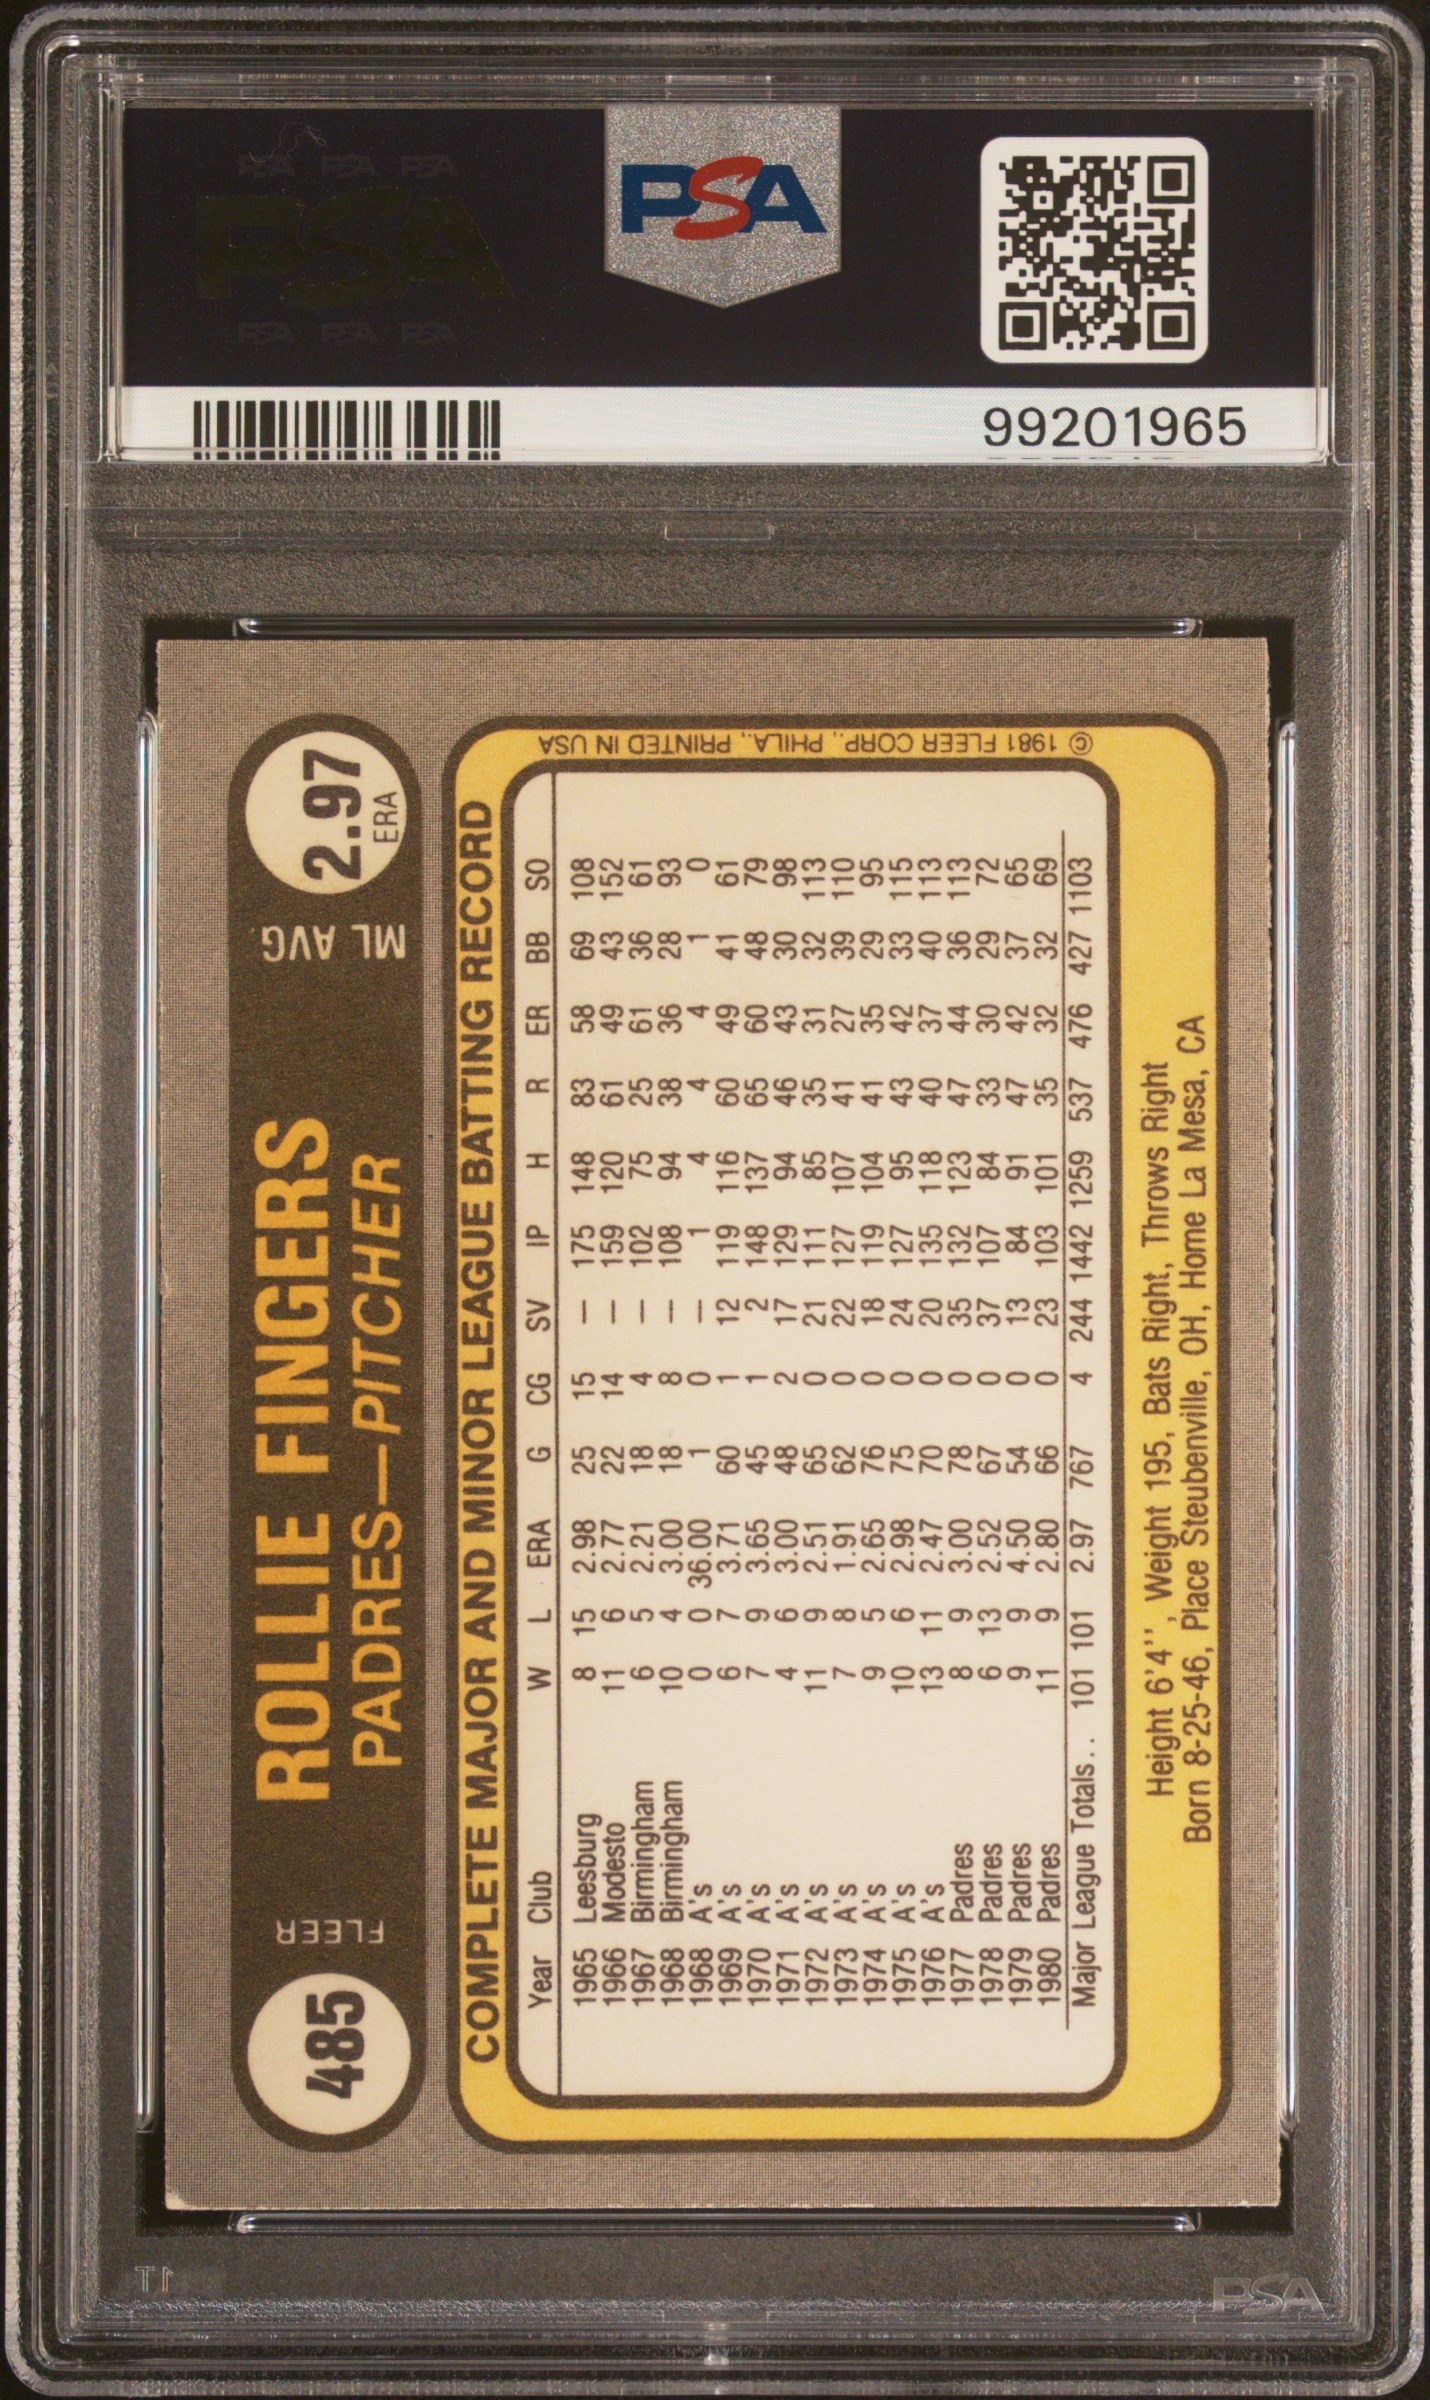 PSA PSA PSA
PSA
PSA PSA PSA
PSA
99201965
485
FLEER
ROLLIE FINGERS
PADRES—PITCHER
ML AVG.
2.97
ERA
COMPLETE MAJOR AND MINOR LEAGUE BATTING RECORD
Year Club W L ERA G CG SV IP H R ER BB SO
1965 Leesburg 8 15 2.98 25 15 — 175 148 83 58 69 108
1966 Modesto 11 6 2.77 22 14 — 159 120 61 49 43 152
1967 Birmingham 6 5 2.21 18 4 — 102 75 25 61 36 61
1968 Birmingham 10 4 3.00 18 8 — 108 94 38 36 28 93
1968 A's 0 0 36.00 1 0 — 1 4 4 4 1 0
1969 A's 6 7 3.71 60 1 12 119 116 60 49 41 61
1970 A's 7 9 3.65 45 1 2 148 137 65 60 48 79
1971 A's 4 6 3.00 48 2 17 129 94 46 43 30 98
1972 A's 11 9 2.51 65 0 21 111 85 35 31 32 113
1973 A's 7 8 1.91 62 0 22 127 107 41 27 39 110
1974 A's 9 5 2.65 76 0 18 119 104 41 35 29 95
1975 A's 10 6 2.98 75 0 24 127 95 43 42 33 115
1976 A's 13 11 2.47 70 0 20 135 118 40 37 40 113
1977 Padres 8 9 3.00 78 0 35 132 123 47 44 36 113
1978 Padres 6 13 2.52 67 0 37 107 84 33 30 29 72
1979 Padres 9 9 4.50 54 0 13 84 91 47 42 37 65
1980 Padres 11 9 2.80 66 0 23 103 101 35 32 32 69
Major League Totals.. 101 101 2.97 767 4 244 1442 1259 537 476 427 1103
© 1981 FLEER CORP., PHILA., PRINTED IN USA
Height 6'4'', Weight 195, Bats Right, Throws Right
Born 8-25-46, Place Steubenville, OH, Home La Mesa, CA
PSA